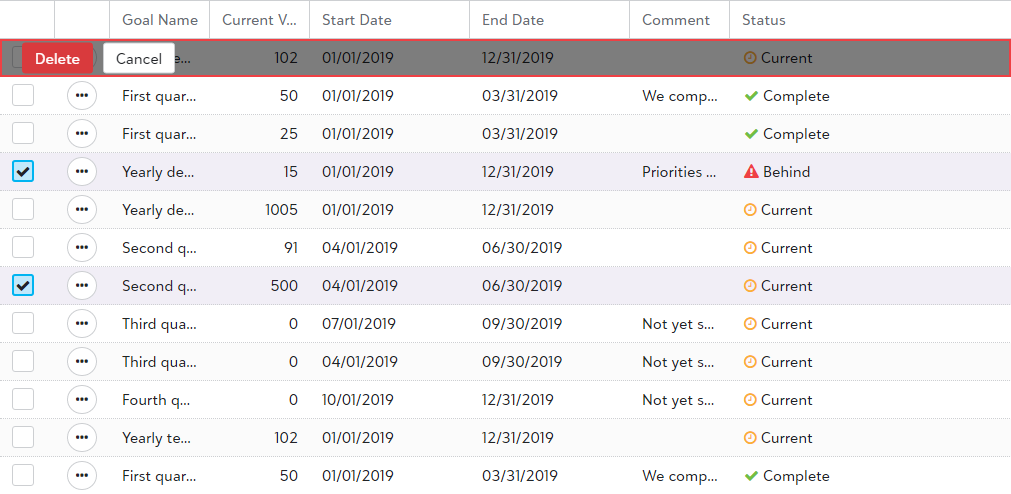 Goal Name Current V... Start Date End Date Comment Status
Delete Cancel e... 102 01/01/2019 12/31/2019 Current
First quar... 50 01/01/2019 03/31/2019 We comp... Complete
First quar... 25 01/01/2019 03/31/2019 Complete
Yearly de... 15 01/01/2019 12/31/2019 Priorities ... Behind
Yearly de... 1005 01/01/2019 12/31/2019 Current
Second q... 91 04/01/2019 06/30/2019 Current
Second q... 500 04/01/2019 06/30/2019 Current
Third qua... 0 07/01/2019 09/30/2019 Not yet s... Current
Third qua... 0 04/01/2019 09/30/2019 Not yet s... Current
Fourth q... 0 10/01/2019 12/31/2019 Not yet s... Current
Yearly te... 102 01/01/2019 12/31/2019 Current
First quar... 50 01/01/2019 03/31/2019 We comp... Complete